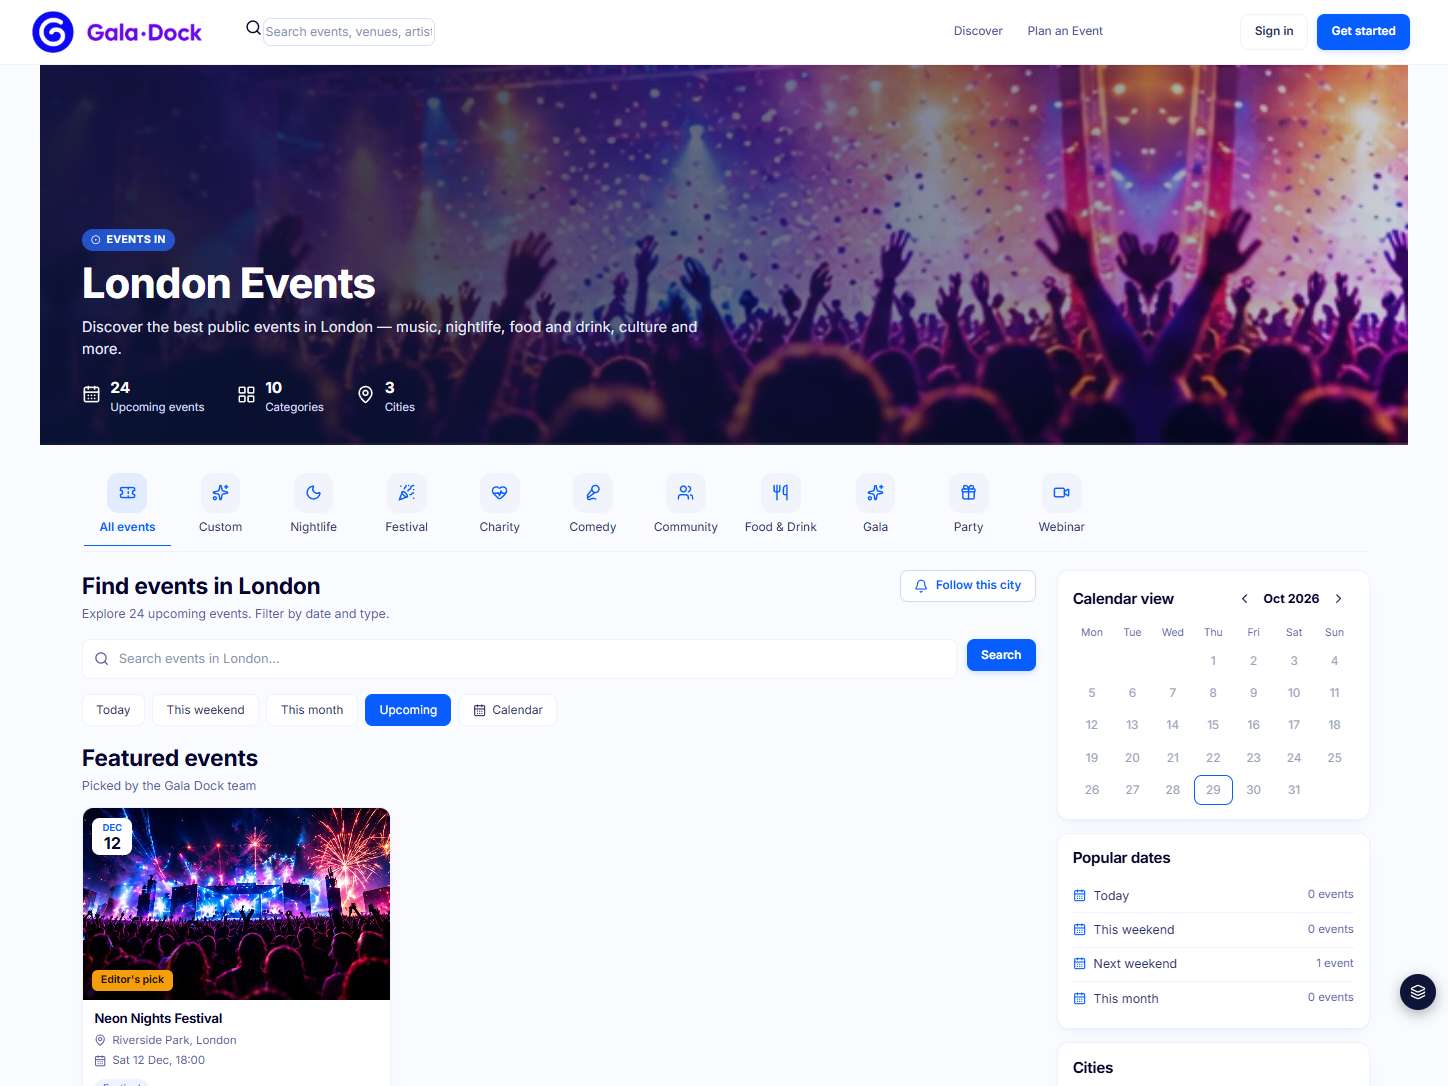 Gala·Dock
Search events, venues, artist
Discover
Plan an Event
Sign in
Get started
EVENTS IN
London Events
Discover the best public events in London — music, nightlife, food and drink, culture and
more.
24
Upcoming events
10
Categories
3
Cities
All events
Custom
Nightlife
Festival
Charity
Comedy
Community
Food & Drink
Gala
Party
Webinar
Find events in London
Explore 24 upcoming events. Filter by date and type.
Follow this city
Search events in London...
Search
Today
This weekend
This month
Upcoming
Calendar
Featured events
Picked by the Gala Dock team
DEC
12
Editor's pick
Neon Nights Festival
Riverside Park, London
Sat 12 Dec, 18:00
Calendar view
Oct 2026
Mon Tue Wed Thu Fri Sat Sun
1 2 3 4
5 6 7 8 9 10 11
12 13 14 15 16 17 18
19 20 21 22 23 24 25
26 27 28 29 30 31
Popular dates
Today 0 events
This weekend 0 events
Next weekend 1 event
This month 0 events
Cities